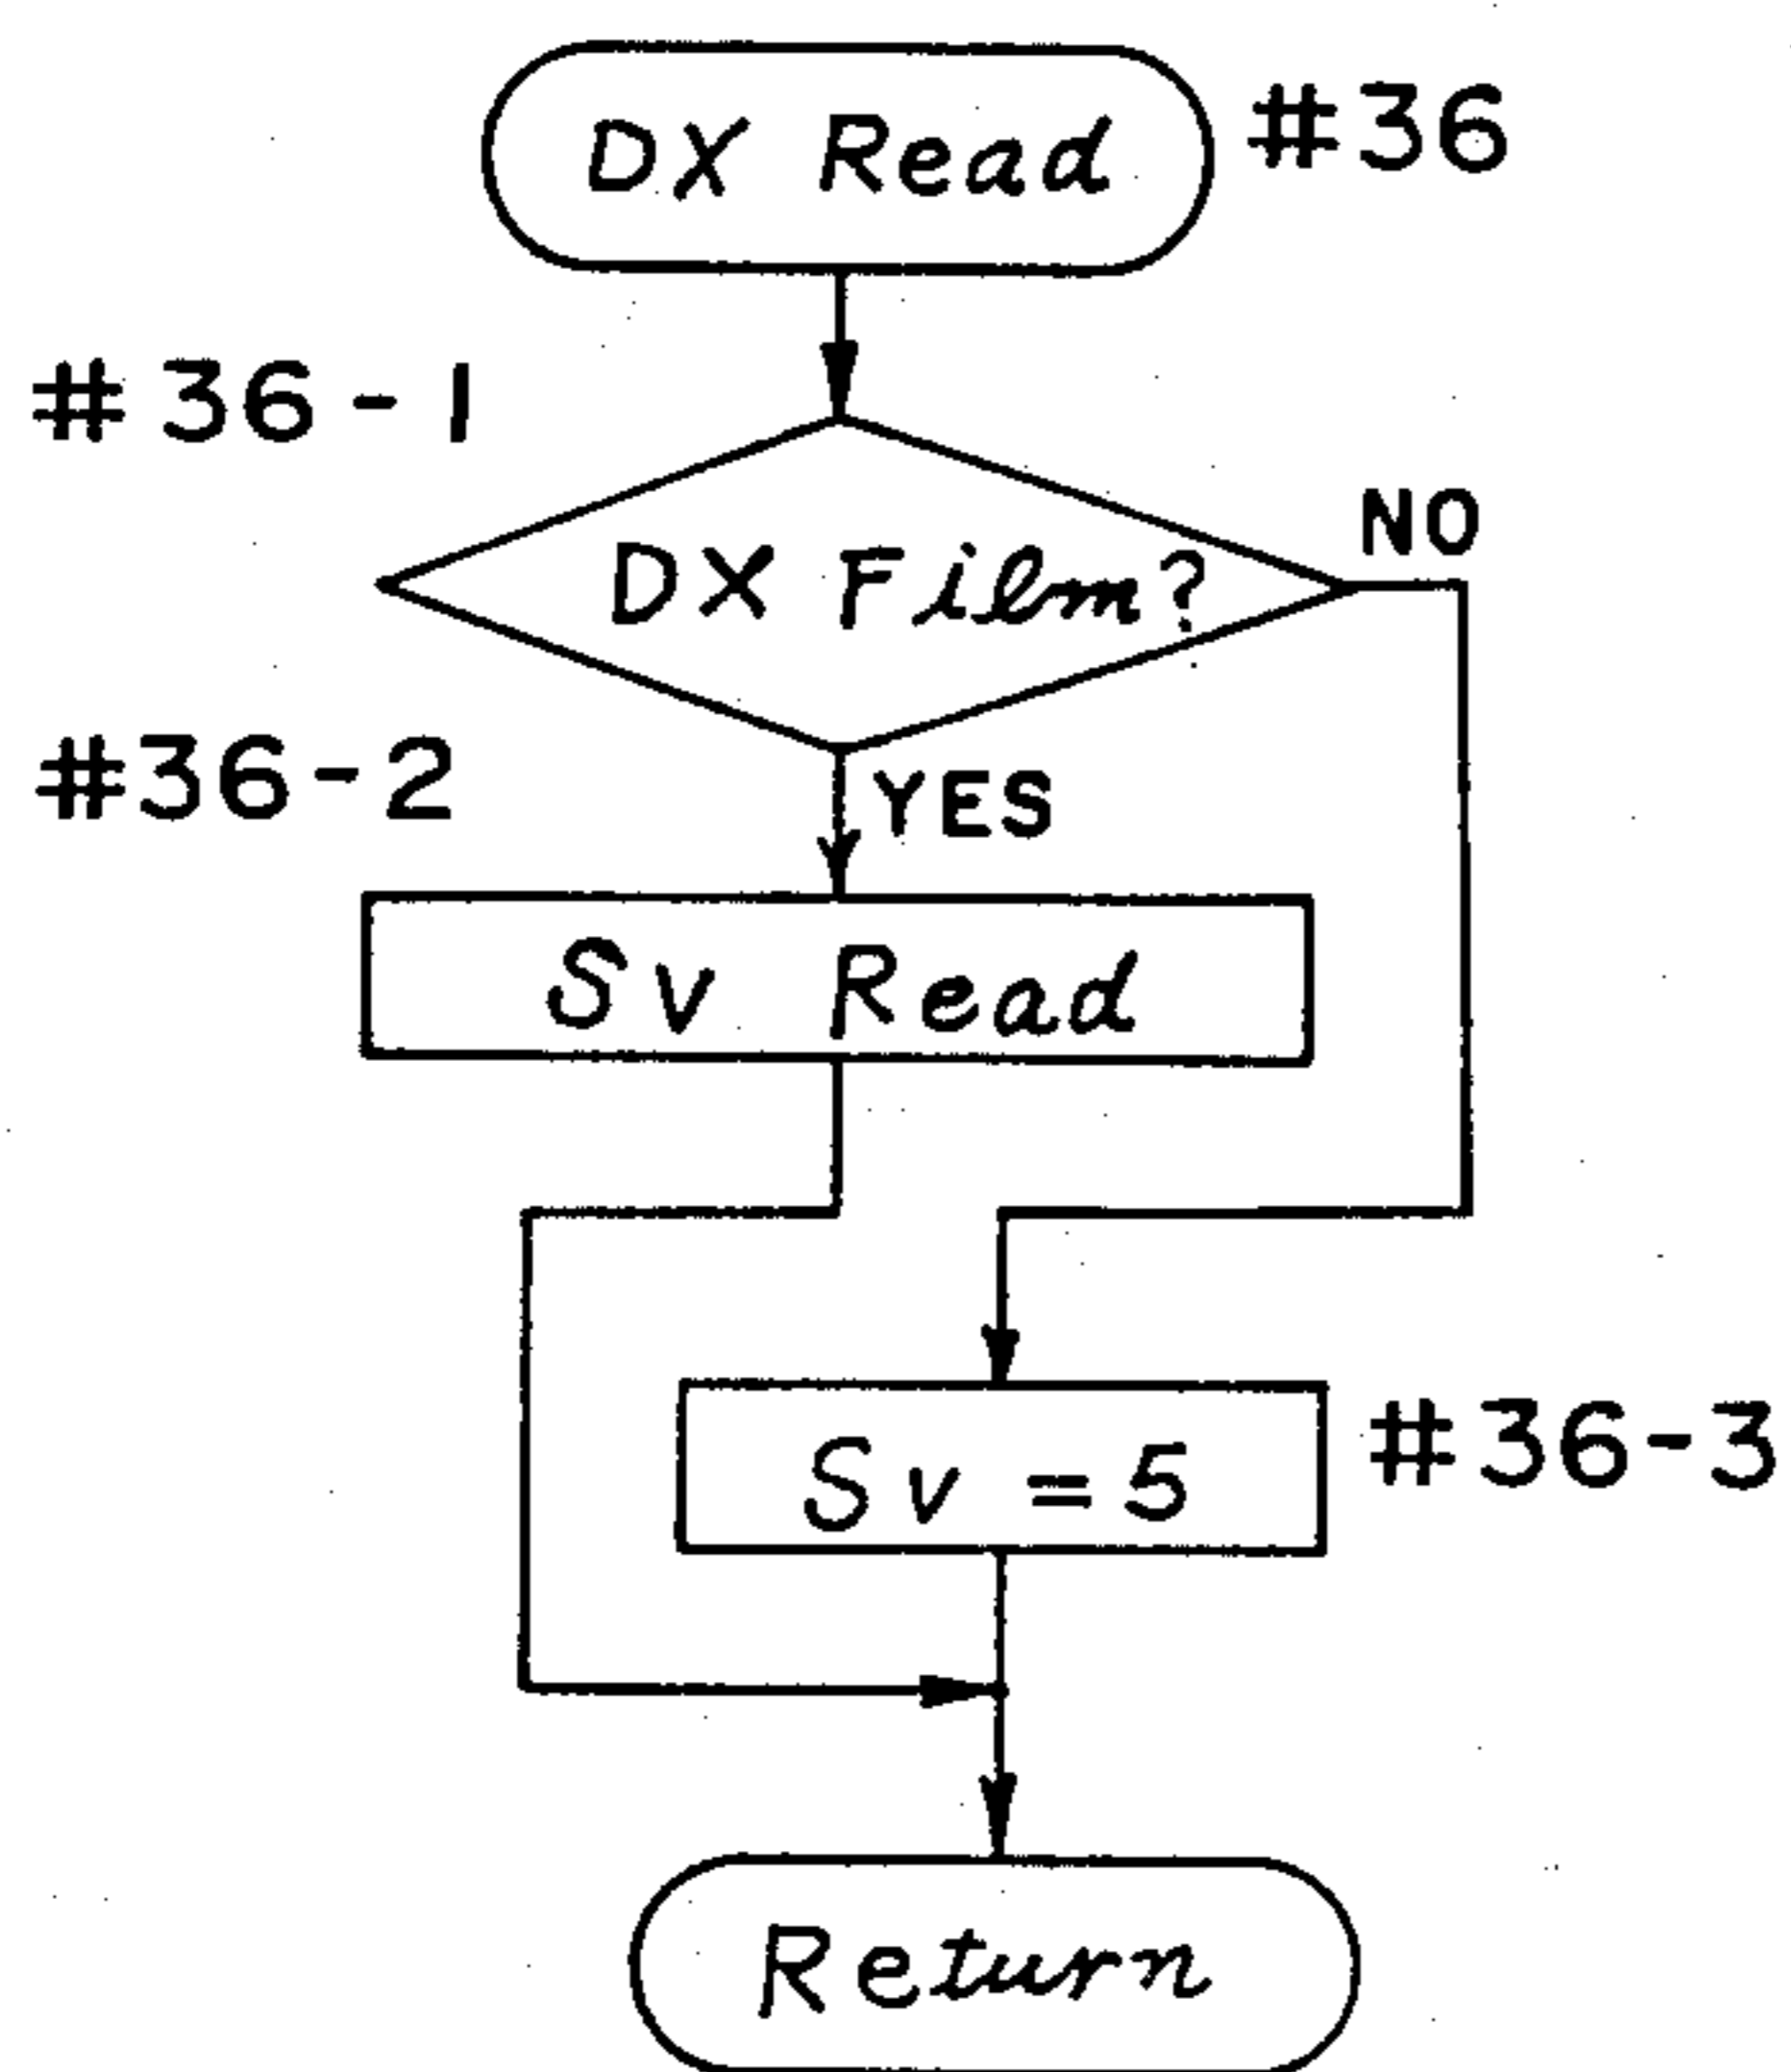 DX Read #36
#36-1
NO
DX Film?
#36-2
YES
Sv Read
Sv = 5 #36-3
Return